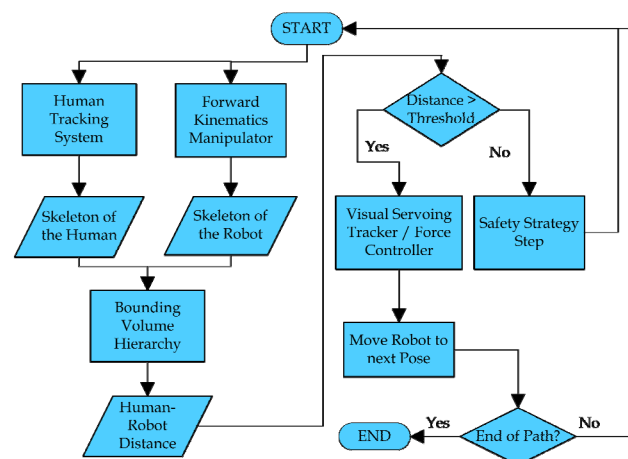 START
Human
Tracking
System
Forward
Kinematics
Manipulator
Skeleton of
the Human
Skeleton of
the Robot
Bounding
Volume
Hierarchy
Human-
Robot
Distance
Distance >
Threshold
Yes
No
Visual Servoing
Tracker / Force
Controller
Safety Strategy
Step
Move Robot to
next Pose
End of Path?
Yes
No
END